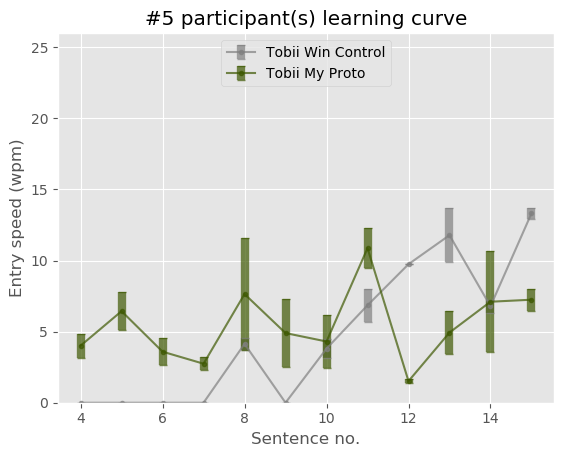 #5 participant(s) learning curve
Tobii Win Control
Tobii My Proto
Entry speed (wpm)
25
20
15
10
5
0
4 6 8 10 12 14
Sentence no.